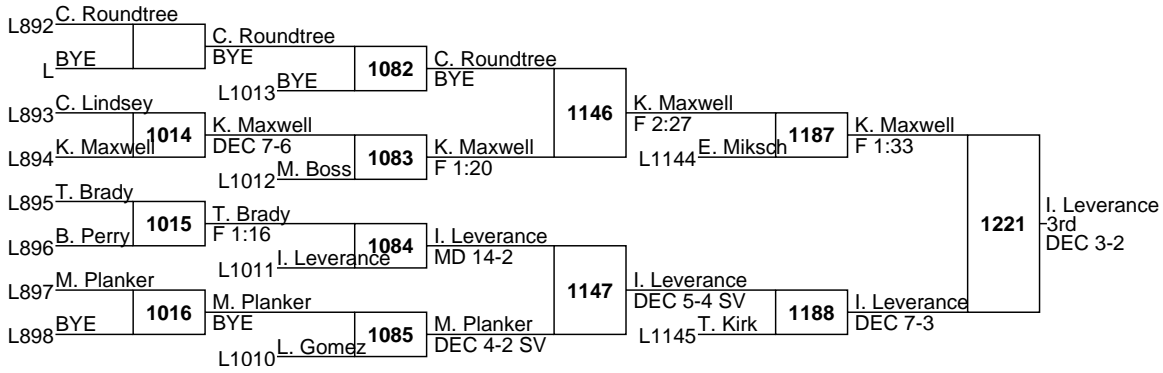 L892 C. Roundtree
L BYE
C. Roundtree
BYE
L1013 BYE
1082
C. Roundtree
BYE
L893 C. Lindsey
L894 K. Maxwell
1014
K. Maxwell
DEC 7-6
L1012 M. Boss
1083
K. Maxwell
F 1:20
1146
K. Maxwell
F 2:27
L1144 E. Miksch
1187
K. Maxwell
F 1:33
L895 T. Brady
L896 B. Perry
1015
T. Brady
F 1:16
L1011 I. Leverance
1084
I. Leverance
MD 14-2
L897 M. Planker
L898 BYE
1016
M. Planker
BYE
L1010 L. Gomez
1085
M. Planker
DEC 4-2 SV
1147
I. Leverance
DEC 5-4 SV
L1145 T. Kirk
1188
I. Leverance
DEC 7-3
1221
I. Leverance
3rd
DEC 3-2